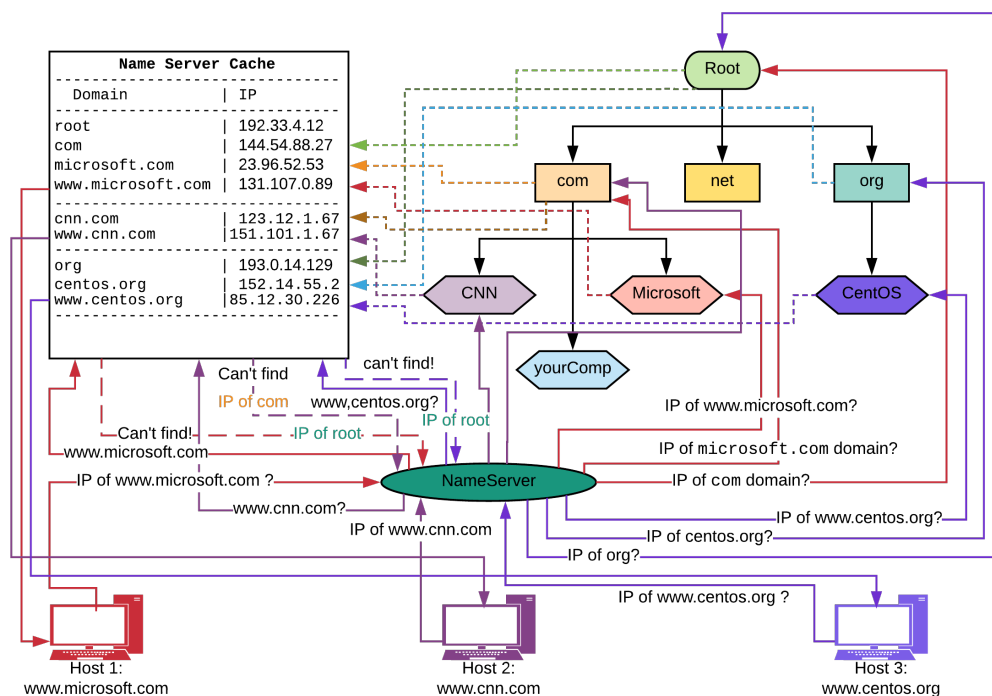 Name Server Cache
------------------------------
Domain | IP
------------------------------
root | 192.33.4.12
com | 144.54.88.27
microsoft.com | 23.96.52.53
www.microsoft.com | 131.107.0.89
------------------------------
cnn.com | 123.12.1.67
www.cnn.com |151.101.1.67
------------------------------
org | 193.0.14.129
centos.org | 152.14.55.2
www.centos.org |85.12.30.226
------------------------------
Root
com
net
org
CNN
Microsoft
CentOS
yourComp
can't find!
Can't find
IP of com
www,centos.org?
IP of root
Can't find!
IP of root
www.microsoft.com
IP of www.microsoft.com?
IP of microsoft.com domain?
IP of www.microsoft.com ?
NameServer
IP of com domain?
www.cnn.com?
IP of www.cnn.com
IP of www.centos.org?
IP of centos.org?
IP of org?
IP of www.centos.org ?
Host 1:
www.microsoft.com
Host 2:
www.cnn.com
Host 3:
www.centos.org